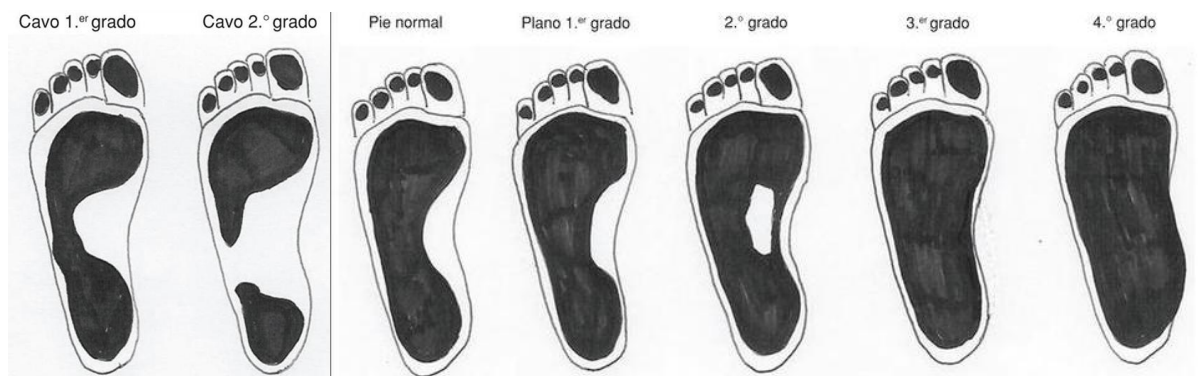 Cavo 1.er grado
Cavo 2.° grado
Pie normal
Plano 1.er grado
2.° grado
3.er grado
4.° grado